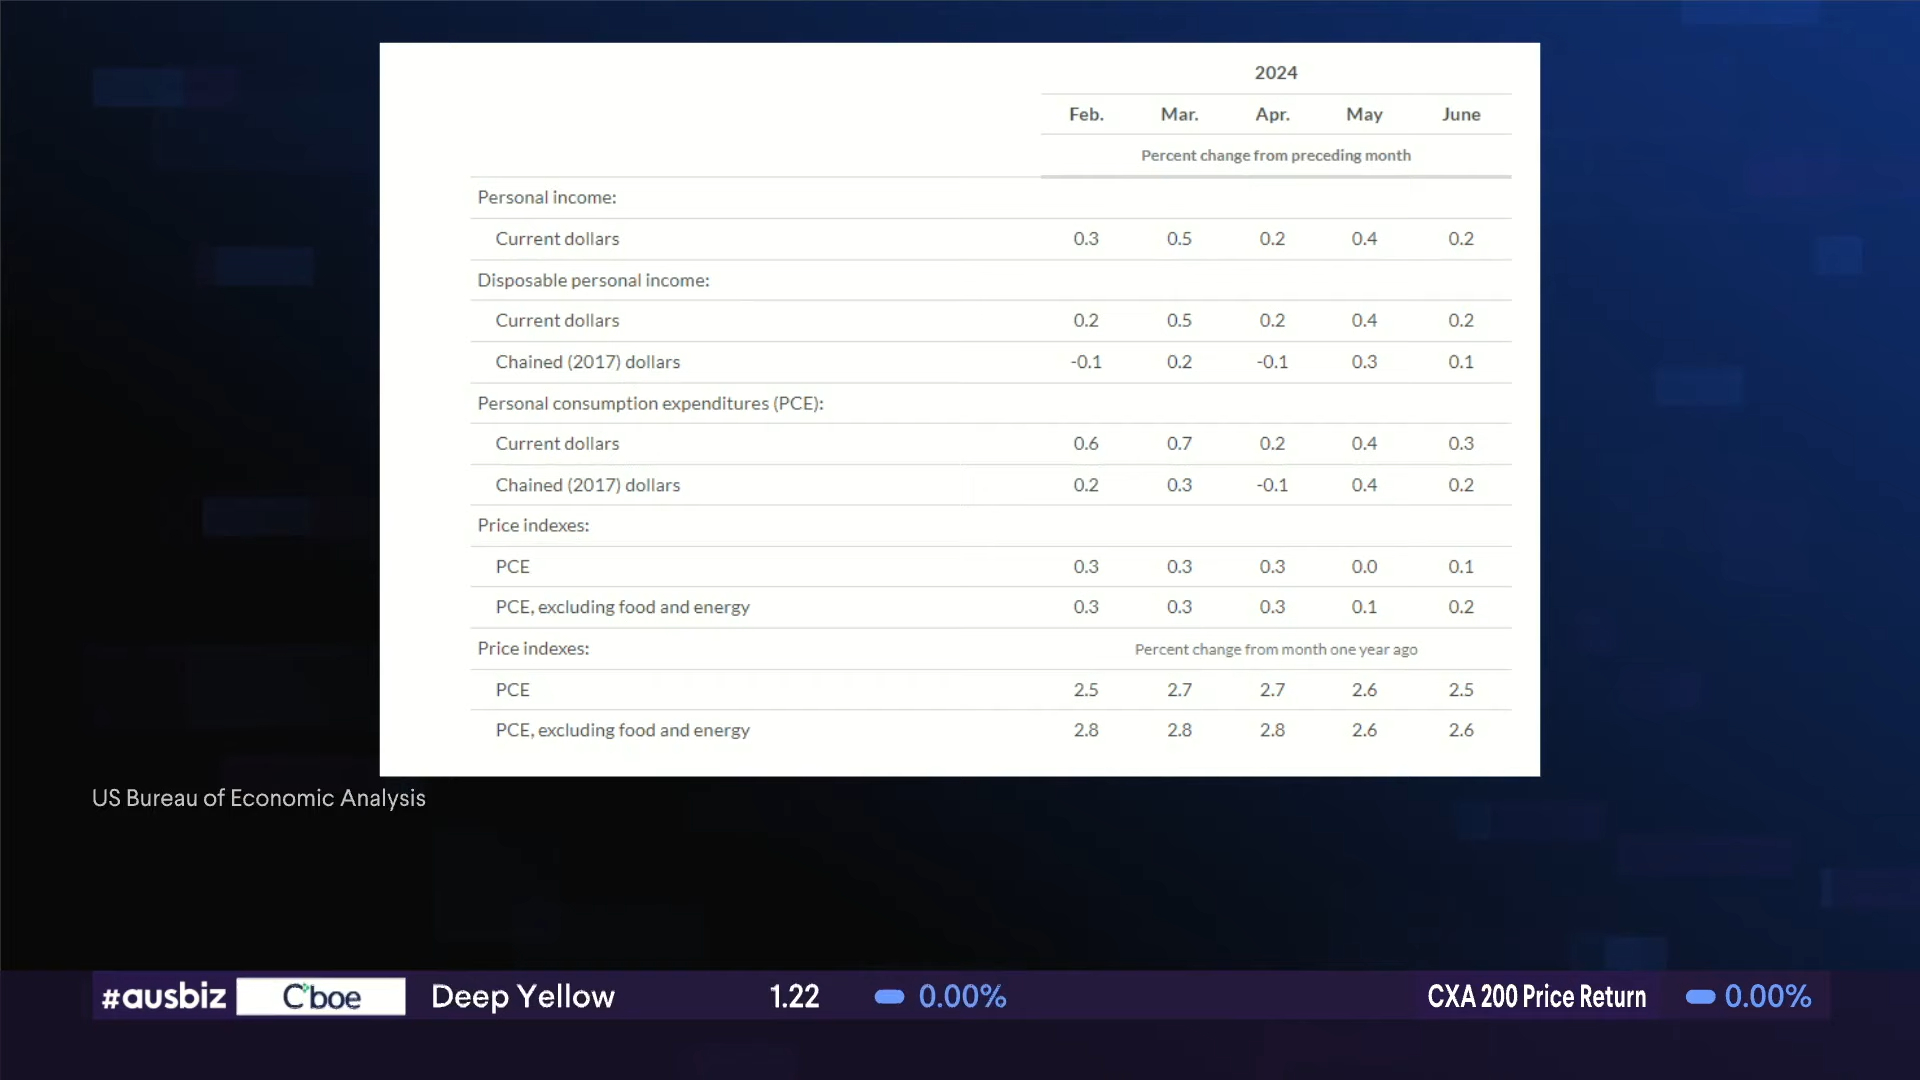 2024
Feb. Mar. Apr. May June
Percent change from preceding month
Personal income:
Current dollars 0.3 0.5 0.2 0.4 0.2
Disposable personal income:
Current dollars 0.2 0.5 0.2 0.4 0.2
Chained (2017) dollars -0.1 0.2 -0.1 0.3 0.1
Personal consumption expenditures (PCE):
Current dollars 0.6 0.7 0.2 0.4 0.3
Chained (2017) dollars 0.2 0.3 -0.1 0.4 0.2
Price indexes:
PCE 0.3 0.3 0.3 0.0 0.1
PCE, excluding food and energy 0.3 0.3 0.3 0.1 0.2
Price indexes: Percent change from month one year ago
PCE 2.5 2.7 2.7 2.6 2.5
PCE, excluding food and energy 2.8 2.8 2.8 2.6 2.6
US Bureau of Economic Analysis
#ausbiz Cboe Deep Yellow 1.22 0.00% CXA 200 Price Return 0.00%